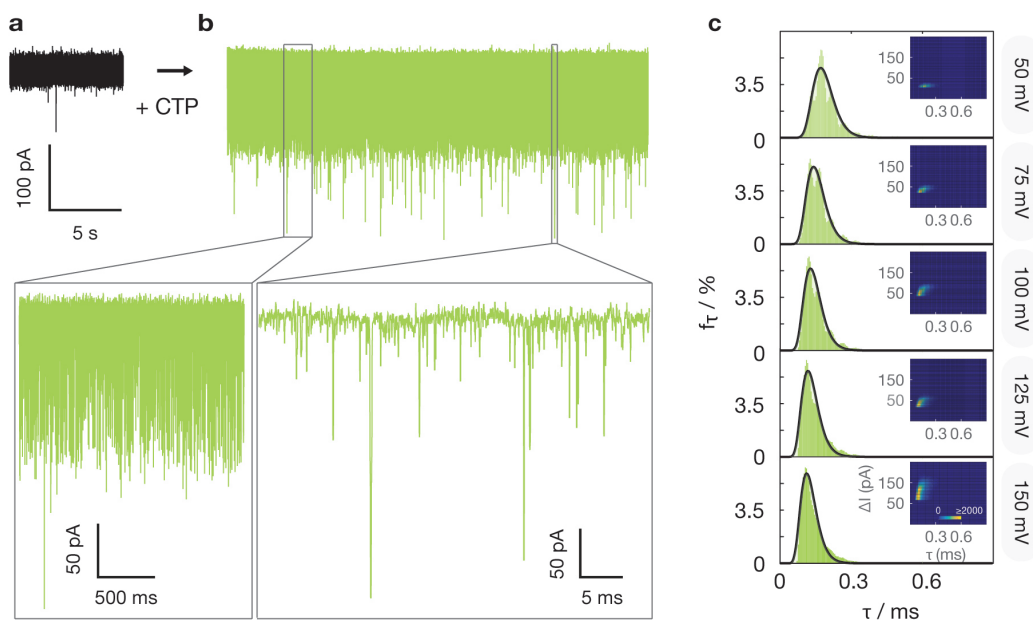 a
b
+ CTP
100 pA
5 s
50 pA
500 ms
50 pA
5 ms
c
fτ / %
3.5
0
150
50
0.3 0.6
50 mV
3.5
0
150
50
0.3 0.6
75 mV
3.5
0
150
50
0.3 0.6
100 mV
3.5
0
150
50
0.3 0.6
125 mV
3.5
0
ΔI (pA)
150
50
0 ≥2000
0.3 0.6
τ (ms)
150 mV
0 0.3 0.6
τ / ms